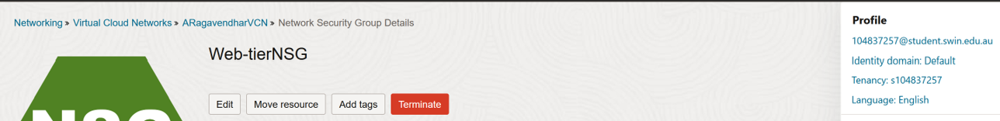 Networking » Virtual Cloud Networks » ARagavendharVCN » Network Security Group Details
Web-tierNSG
Edit Move resource Add tags Terminate
NSG
Profile
104837257@student.swin.edu.au
Identity domain: Default
Tenancy: s104837257
Language: English